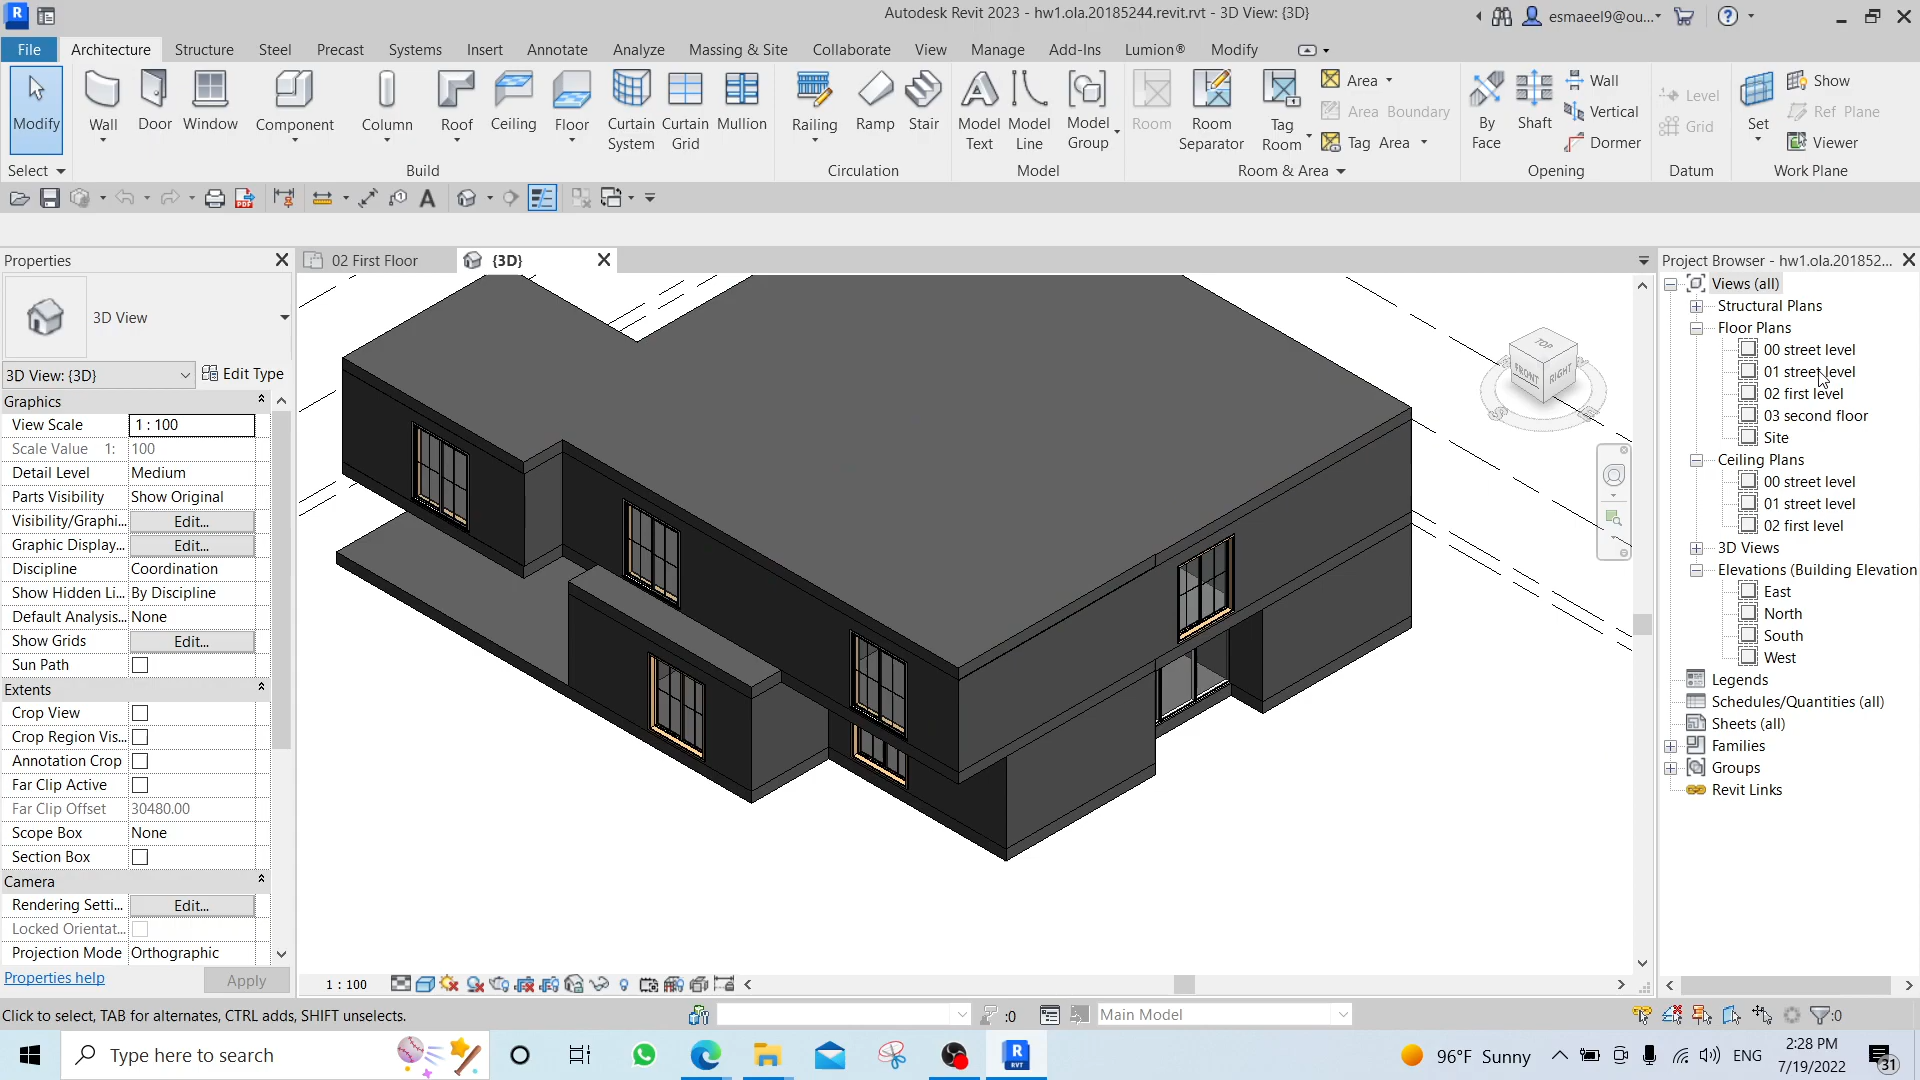 R
Autodesk Revit 2023 - hw1.ola.20185244.revit.rvt - 3D View: {3D}
esmaeel9@ou...
File Architecture Structure Steel Precast Systems Insert Annotate Analyze Massing & Site Collaborate View Manage Add-Ins Lumion® Modify
Modify Wall Door Window Component Column Roof Ceiling Floor Curtain System Curtain Grid Mullion Railing Ramp Stair Model Text Model Line Model Group Room Room Separator Tag Room
Area
Area Boundary
Tag Area
By Face Shaft
Wall
Vertical
Dormer
Level
Grid
Set
Show
Ref Plane
Viewer
Select Build Circulation Model Room & Area Opening Datum Work Plane
Properties
3D View
3D View: {3D} Edit Type
Graphics
View Scale 1 : 100
Scale Value 1: 100
Detail Level Medium
Parts Visibility Show Original
Visibility/Graphi... Edit...
Graphic Display... Edit...
Discipline Coordination
Show Hidden Li... By Discipline
Default Analysis... None
Show Grids Edit...
Sun Path
Extents
Crop View
Crop Region Vis...
Annotation Crop
Far Clip Active
Far Clip Offset 30480.00
Scope Box None
Section Box
Camera
Rendering Setti... Edit...
Locked Orientat...
Projection Mode Orthographic
Properties help Apply
02 First Floor {3D}
TOP
FRONT RIGHT
S
1 : 100
Project Browser - hw1.ola.201852...
Views (all)
Structural Plans
Floor Plans
00 street level
01 street level
02 first level
03 second floor
Site
Ceiling Plans
00 street level
01 street level
02 first level
3D Views
Elevations (Building Elevation
East
North
South
West
Legends
Schedules/Quantities (all)
Sheets (all)
Families
Groups
Revit Links
Click to select, TAB for alternates, CTRL adds, SHIFT unselects.
:0
Main Model
:0
Type here to search
R
RVT
96°F Sunny
ENG
2:28 PM
7/19/2022
31